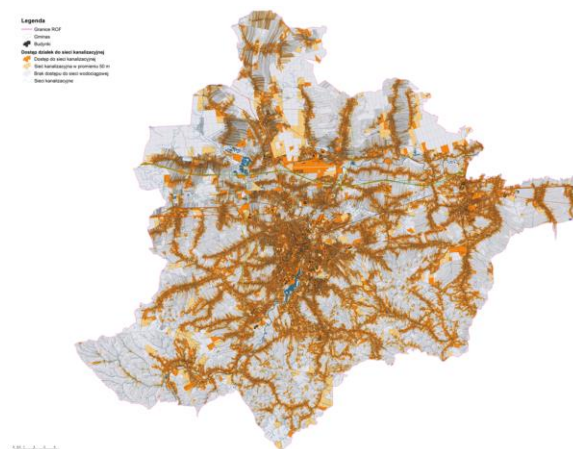 Legenda
Granice ROF
Gminas
Budynki
Dostęp działek do sieci kanalizacyjnej
Dostęp do sieci kanalizacyjnej
Sieć kanalizacyjna w promieniu 50 m
Brak dostępu do sieci wodociągowej
Sieci kanalizacyjne